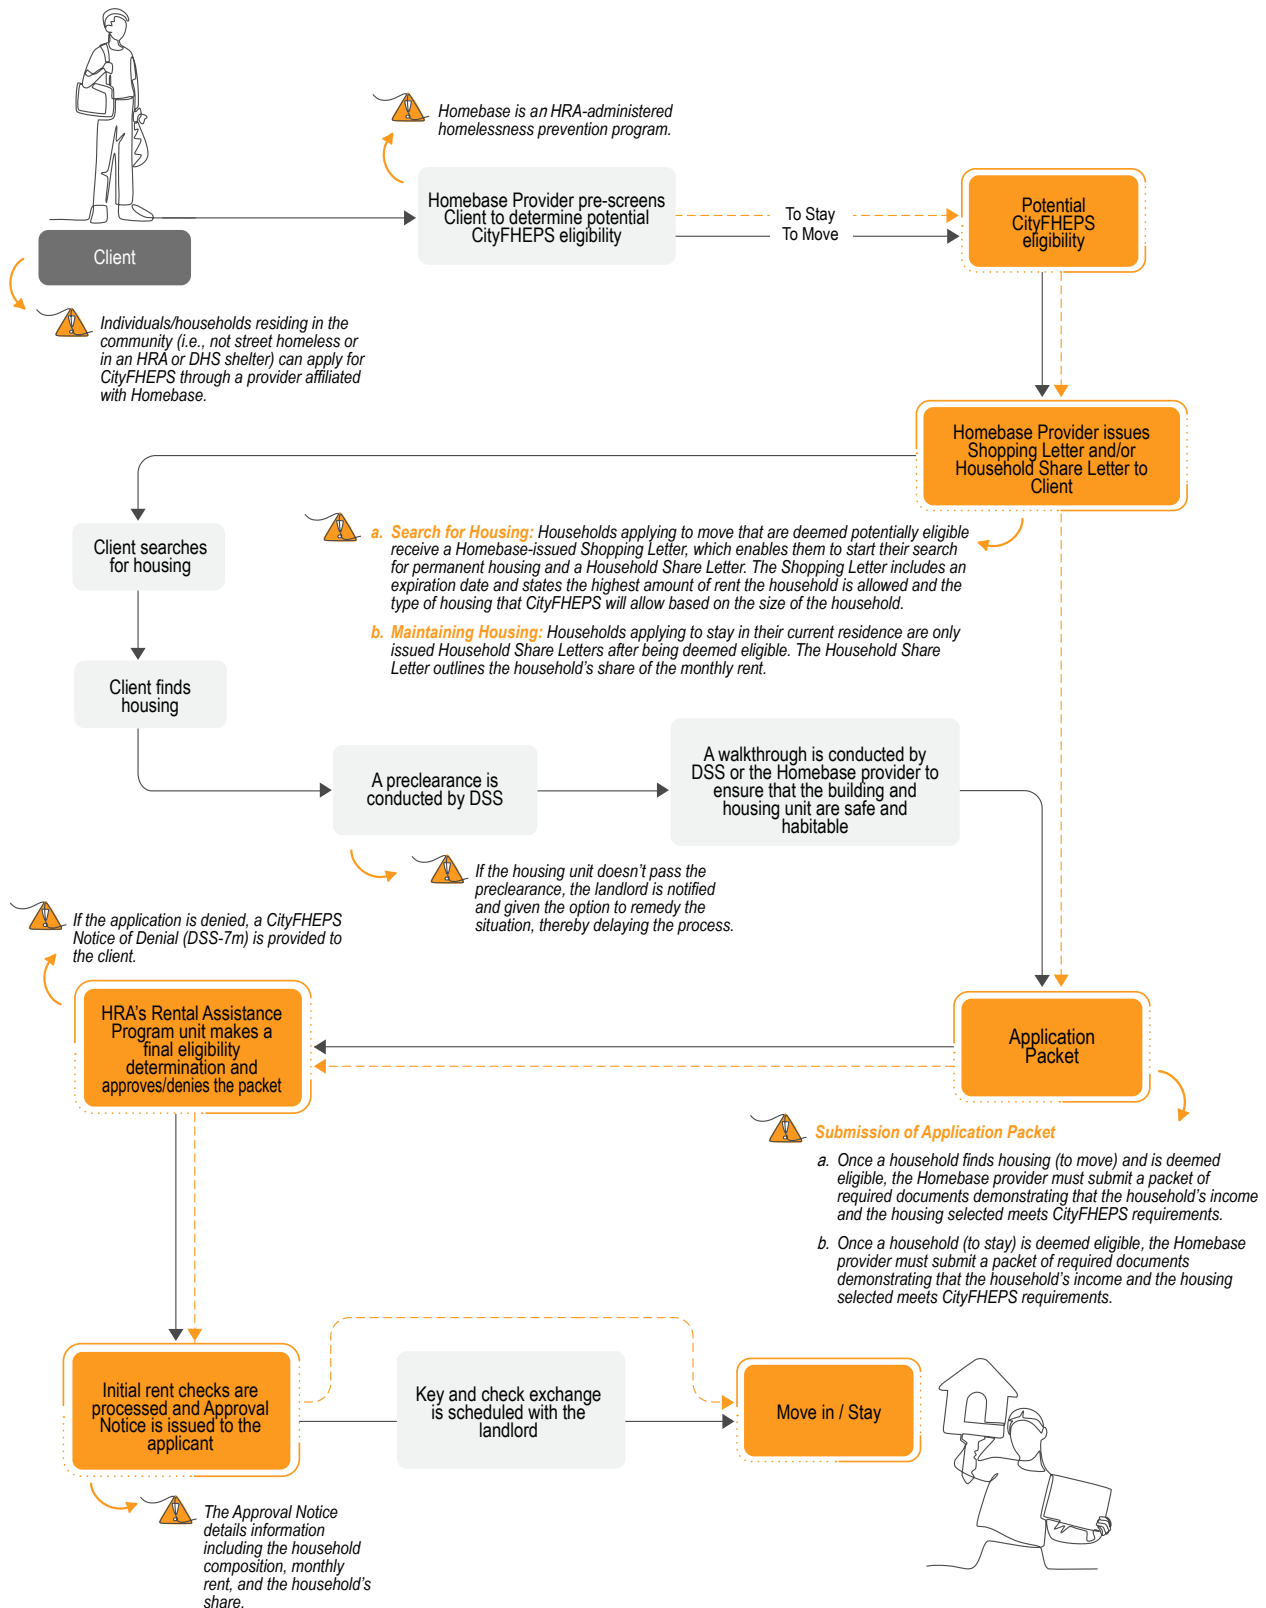 Homebase is an HRA-administered
homelessness prevention program.
Homebase Provider pre-screens
Client to determine potential
CityFHEPS eligibility
To Stay
To Move
Potential
CityFHEPS
eligibility
Client
Individuals/households residing in the
community (i.e., not street homeless or
in an HRA or DHS shelter) can apply for
CityFHEPS through a provider affiliated
with Homebase.
Homebase Provider issues
Shopping Letter and/or
Household Share Letter to
Client
Client searches
for housing
a. Search for Housing: Households applying to move that are deemed potentially eligible
receive a Homebase-issued Shopping Letter, which enables them to start their search
for permanent housing and a Household Share Letter. The Shopping Letter includes an
expiration date and states the highest amount of rent the household is allowed and the
type of housing that CityFHEPS will allow based on the size of the household.
b. Maintaining Housing: Households applying to stay in their current residence are only
issued Household Share Letters after being deemed eligible. The Household Share
Letter outlines the household's share of the monthly rent.
Client finds
housing
A preclearance is
conducted by DSS
A walkthrough is conducted by
DSS or the Homebase provider to
ensure that the building and
housing unit are safe and
habitable
If the housing unit doesn't pass the
preclearance, the landlord is notified
and given the option to remedy the
situation, thereby delaying the process.
If the application is denied, a CityFHEPS
Notice of Denial (DSS-7m) is provided to
the client.
HRA's Rental Assistance
Program unit makes a
final eligibility
determination and
approves/denies the packet
Application
Packet
Submission of Application Packet
a. Once a household finds housing (to move) and is deemed
eligible, the Homebase provider must submit a packet of
required documents demonstrating that the household's income
and the housing selected meets CityFHEPS requirements.
b. Once a household (to stay) is deemed eligible, the Homebase
provider must submit a packet of required documents
demonstrating that the household's income and the housing
selected meets CityFHEPS requirements.
Initial rent checks are
processed and Approval
Notice is issued to the
applicant
Key and check exchange
is scheduled with the
landlord
Move in / Stay
The Approval Notice
details information
including the household
composition, monthly
rent, and the household's
share.